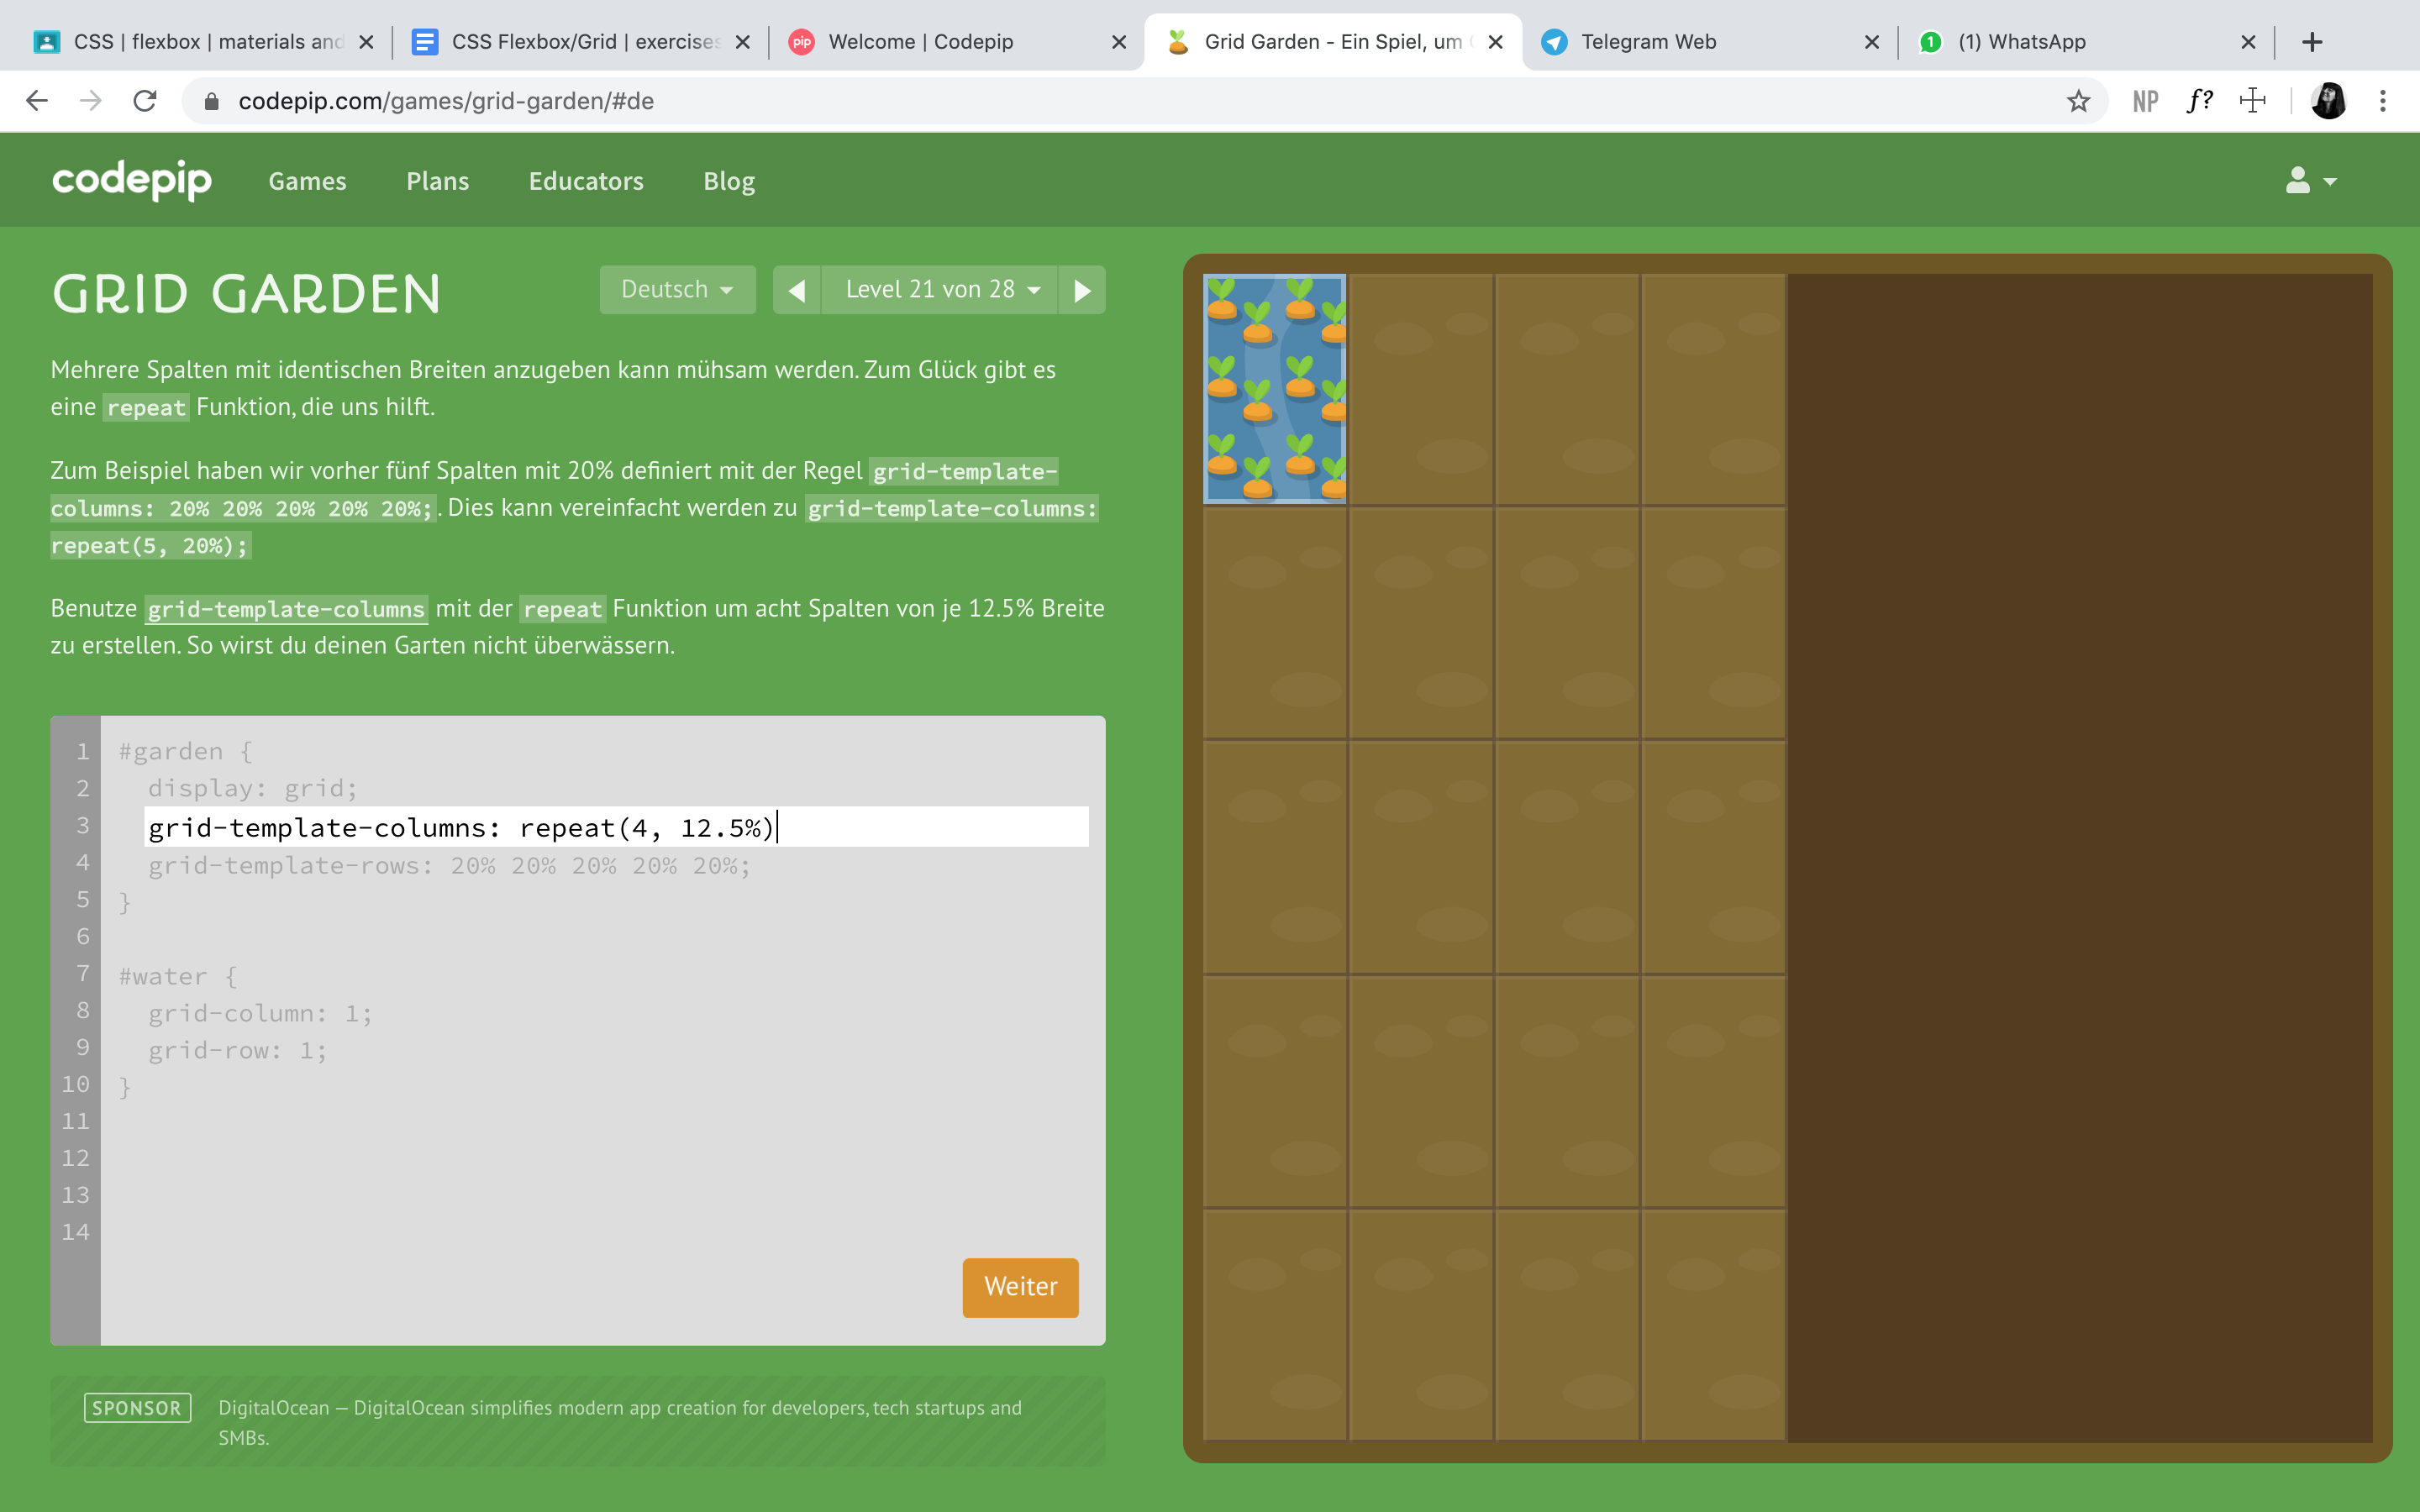 CSS | flexbox | materials and
CSS Flexbox/Grid | exercises
pip
Welcome | Codepip
Grid Garden - Ein Spiel, um
Telegram Web
1
(1) WhatsApp
codepip.com/games/grid-garden/#de
NP
f?
codepip
Games
Plans
Educators
Blog
GRID GARDEN
Deutsch
Level 21 von 28
Mehrere Spalten mit identischen Breiten anzugeben kann mühsam werden. Zum Glück gibt es
eine repeat Funktion, die uns hilft.
Zum Beispiel haben wir vorher fünf Spalten mit 20% definiert mit der Regel grid-template-
columns: 20% 20% 20% 20% 20%;. Dies kann vereinfacht werden zu grid-template-columns:
repeat(5, 20%);
Benutze grid-template-columns mit der repeat Funktion um acht Spalten von je 12.5% Breite
zu erstellen. So wirst du deinen Garten nicht überwässern.
1 #garden {
2 display: grid;
3 grid-template-columns: repeat(4, 12.5%)
4 grid-template-rows: 20% 20% 20% 20% 20%;
5 }
6
7 #water {
8 grid-column: 1;
9 grid-row: 1;
10 }
11
12
13
14
Weiter
SPONSOR
DigitalOcean — DigitalOcean simplifies modern app creation for developers, tech startups and
SMBs.